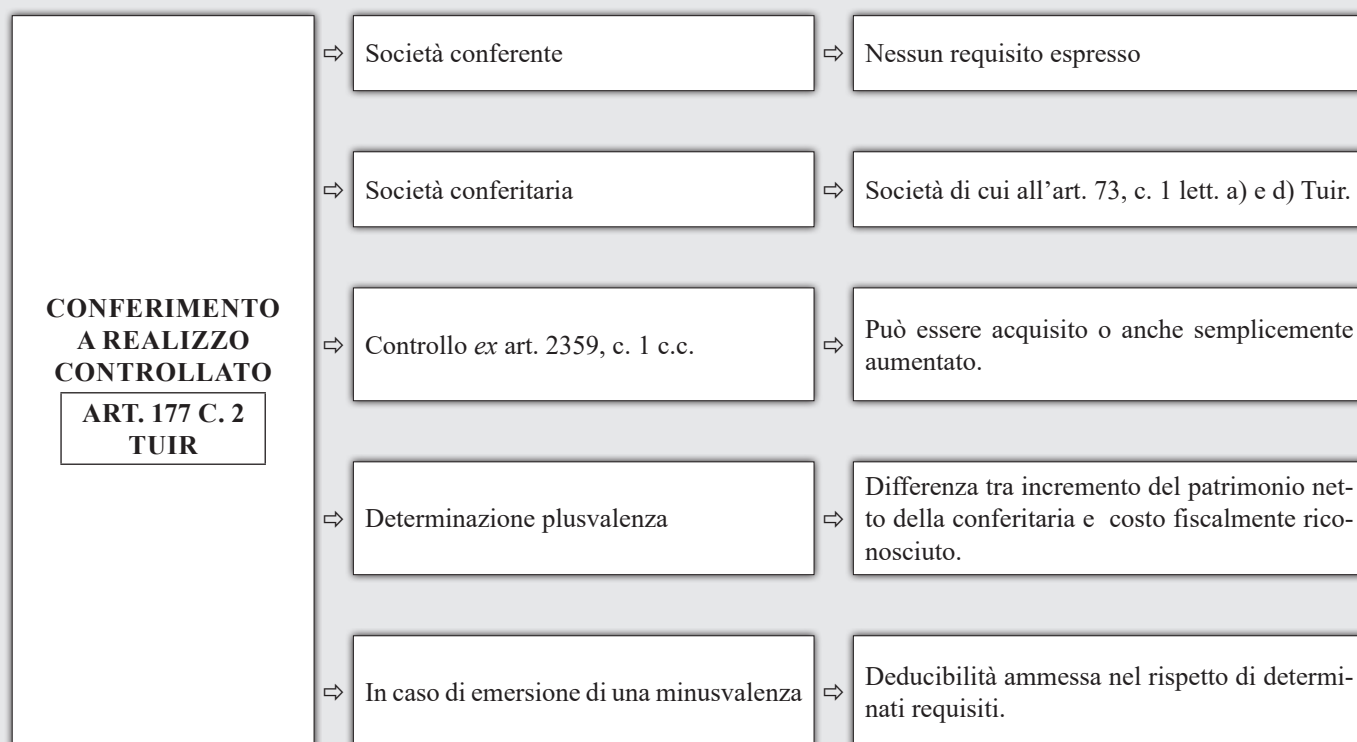 CONFERIMENTO
A REALIZZO
CONTROLLATO
ART. 177 C. 2
TUIR
⇨ Società conferente ⇨ Nessun requisito espresso
⇨ Società conferitaria ⇨ Società di cui all’art. 73, c. 1 lett. a) e d) Tuir.
⇨ Controllo ex art. 2359, c. 1 c.c. ⇨ Può essere acquisito o anche semplicemente
aumentato.
⇨ Determinazione plusvalenza ⇨ Differenza tra incremento del patrimonio net-
to della conferitaria e costo fiscalmente rico-
nosciuto.
⇨ In caso di emersione di una minusvalenza ⇨ Deducibilità ammessa nel rispetto di determi-
nati requisiti.